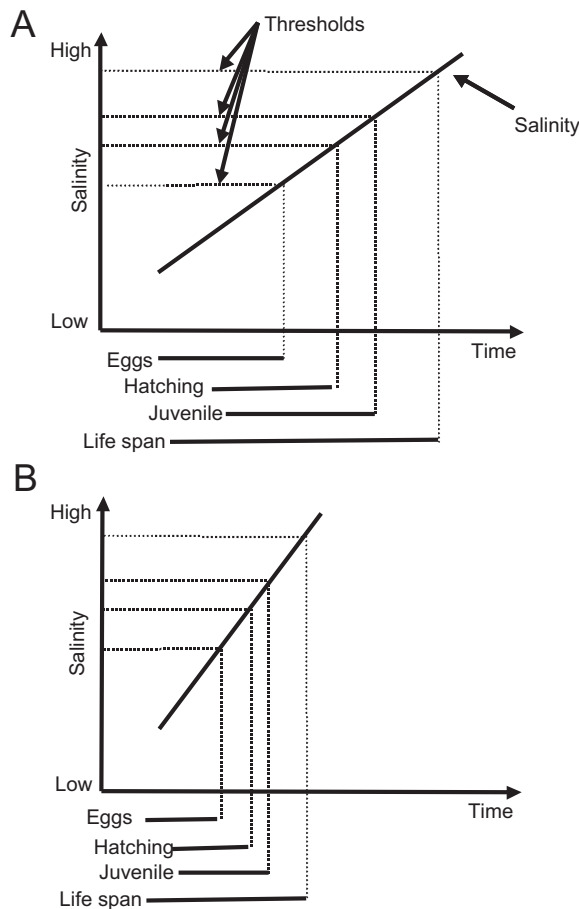 A
Thresholds
High
Salinity
Salinity
Low
Time
Eggs
Hatching
Juvenile
Life span
B
High
Salinity
Low
Time
Eggs
Hatching
Juvenile
Life span